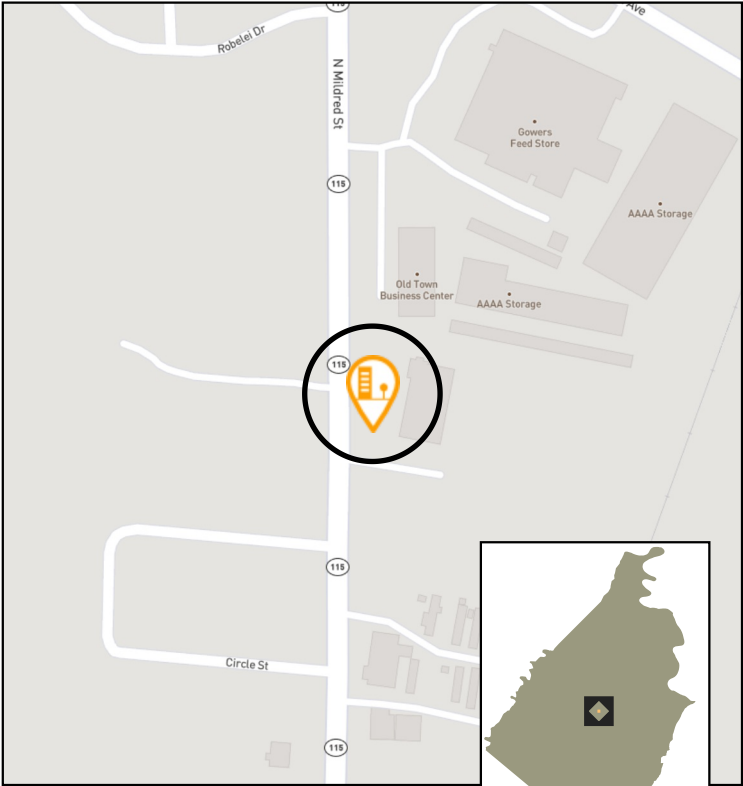 115
Ave
Robelei Dr
N Mildred St
Gowers
Feed Store
115
AAAA Storage
Old Town
Business Center
AAAA Storage
115
115
Circle St
115